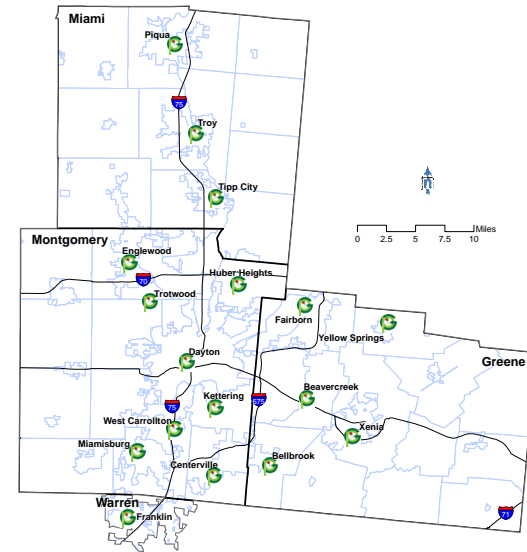 Miami
Piqua
75
Troy
Tipp City
n
Miles
0 2.5 5 7.5 10
Montgomery
Englewood
70
Huber Heights
Trotwood
Fairborn
Yellow Springs
Dayton
Greene
Beavercreek
675
Kettering
75
West Carrollton
Xenia
Miamisburg
Centerville
Bellbrook
Warren
Franklin
71